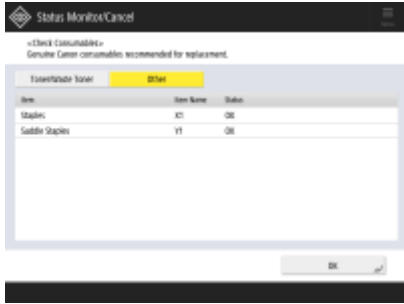 Status Monitor/Cancel
<Check Consumables>
Genuine Canon consumables recommended for replacement.
Toner/Waste Toner Other
Item Item Name Status
Staples X1 OK
Saddle Staples Y1 OK
OK